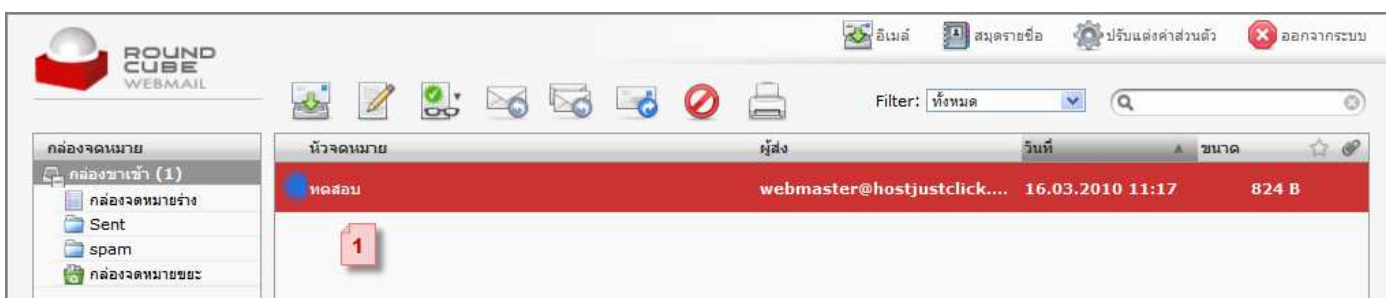 ROUND
CUBE
WEBMAIL
อีเมล์ สมุดรายชื่อ ปรับแต่งค่าส่วนตัว ออกจากระบบ
Filter: ทั้งหมด
กล่องจดหมาย
กล่องขาเข้า (1)
กล่องจดหมายร่าง
Sent
spam
กล่องจดหมายขยะ
หัวจดหมาย ผู้ส่ง วันที่ ขนาด
ทดสอบ webmaster@hostjustclick.... 16.03.2010 11:17 824 B
1